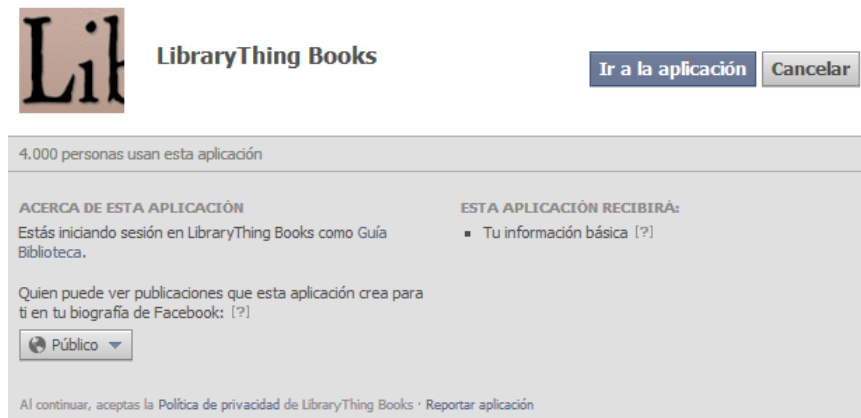 Lib
LibraryThing Books
Ir a la aplicación
Cancelar
4.000 personas usan esta aplicación
ACERCA DE ESTA APLICACIÓN
Estás iniciando sesión en LibraryThing Books como Guía
Biblioteca.
Quien puede ver publicaciones que esta aplicación crea para
ti en tu biografía de Facebook: [?]
Público
ESTA APLICACIÓN RECIBIRÁ:
Tu información básica [?]
Al continuar, aceptas la Política de privacidad de LibraryThing Books · Reportar aplicación